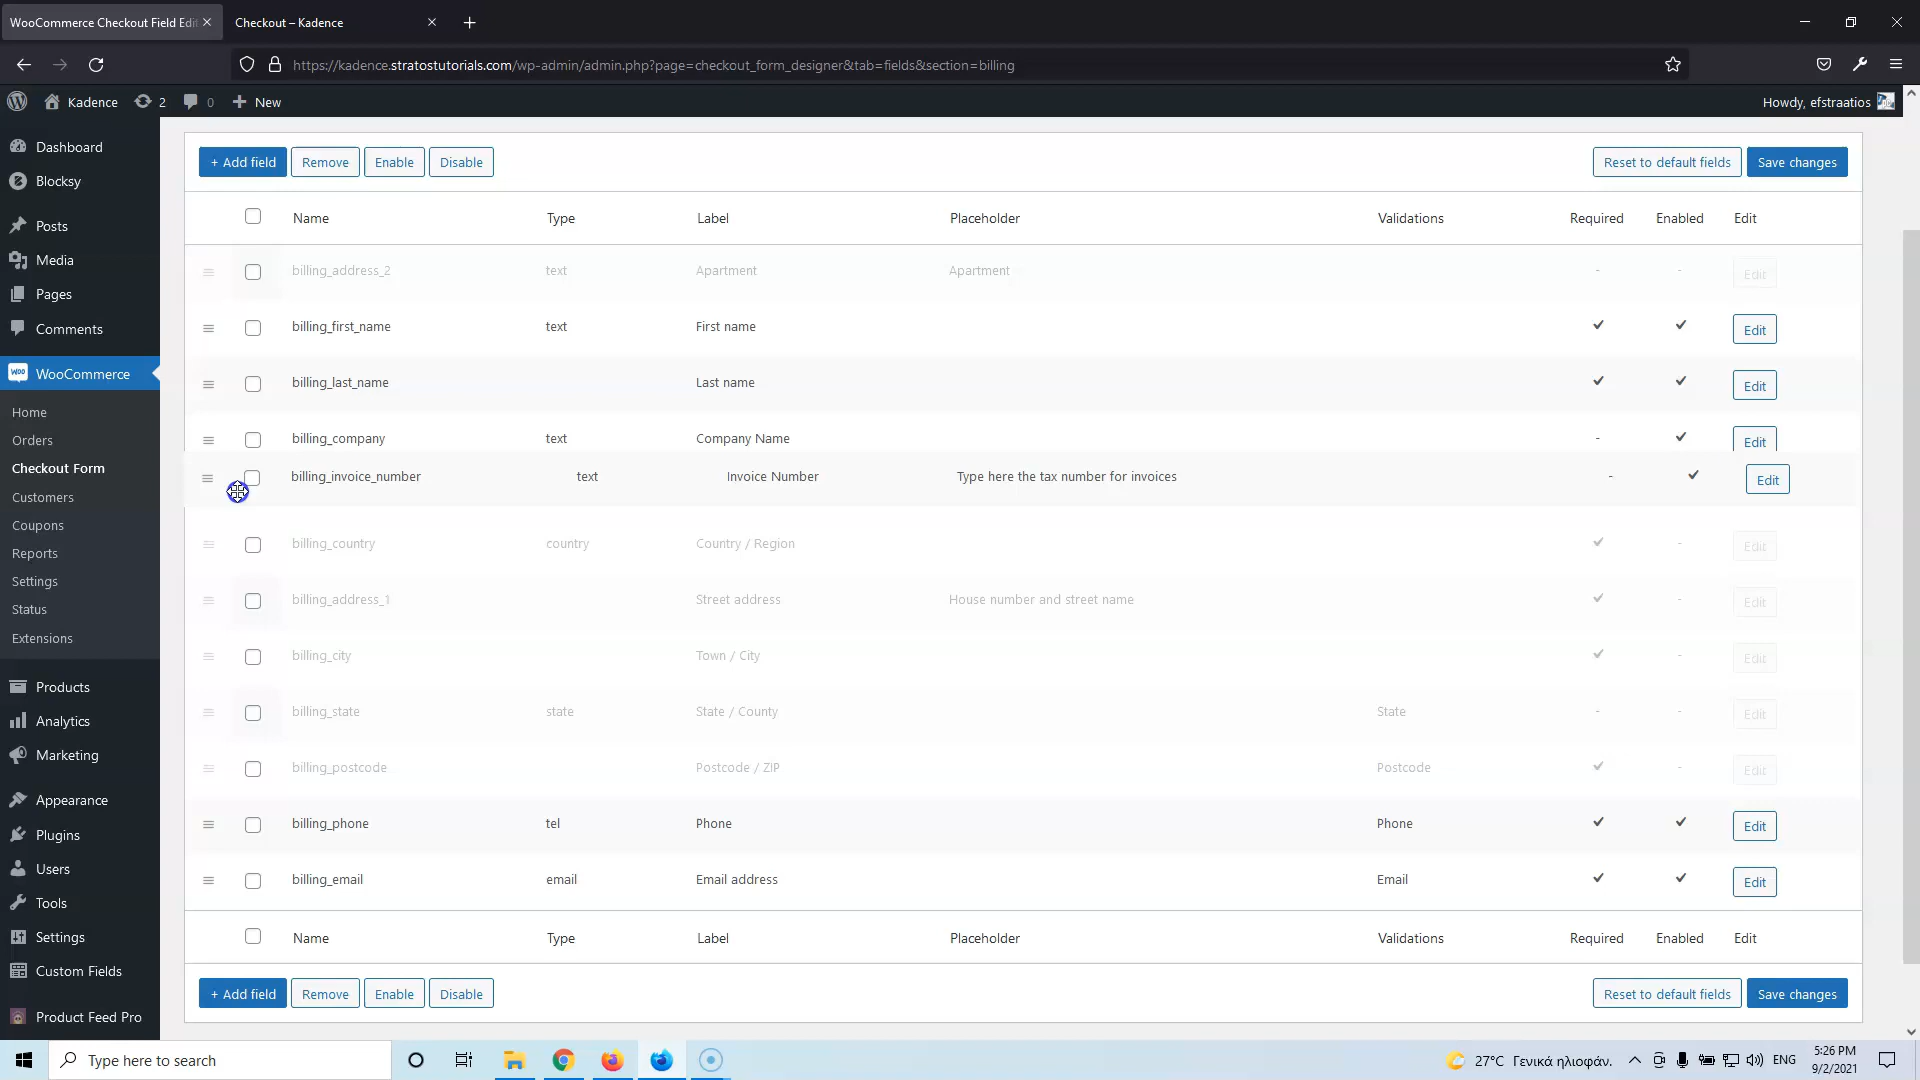 WooCommerce Checkout Field Edit
Checkout – Kadence
https://kadence.stratostutorials.com/wp-admin/admin.php?page=checkout_form_designer&tab=fields&section=billing
Kadence 2 0 New
Howdy, efstraatios
Dashboard
Blocksy
Posts
Media
Pages
Comments
WooCommerce
Home
Orders
Checkout Form
Customers
Coupons
Reports
Settings
Status
Extensions
Products
Analytics
Marketing
Appearance
Plugins
Users
Tools
Settings
Custom Fields
Product Feed Pro
+ Add field Remove Enable Disable Reset to default fields Save changes
Name Type Label Placeholder Validations Required Enabled Edit
billing_address_2 text Apartment Apartment - - Edit
billing_first_name text First name Edit
billing_last_name Last name Edit
billing_company text Company Name - Edit
billing_invoice_number text Invoice Number Type here the tax number for invoices - Edit
billing_country country Country / Region - Edit
billing_address_1 Street address House number and street name - Edit
billing_city Town / City - Edit
billing_state state State / County State - - Edit
billing_postcode Postcode / ZIP Postcode - Edit
billing_phone tel Phone Phone Edit
billing_email email Email address Email Edit
Name Type Label Placeholder Validations Required Enabled Edit
+ Add field Remove Enable Disable Reset to default fields Save changes
Type here to search
27°C Γενικά ηλιοφάν. ENG
5:26 PM
9/2/2021